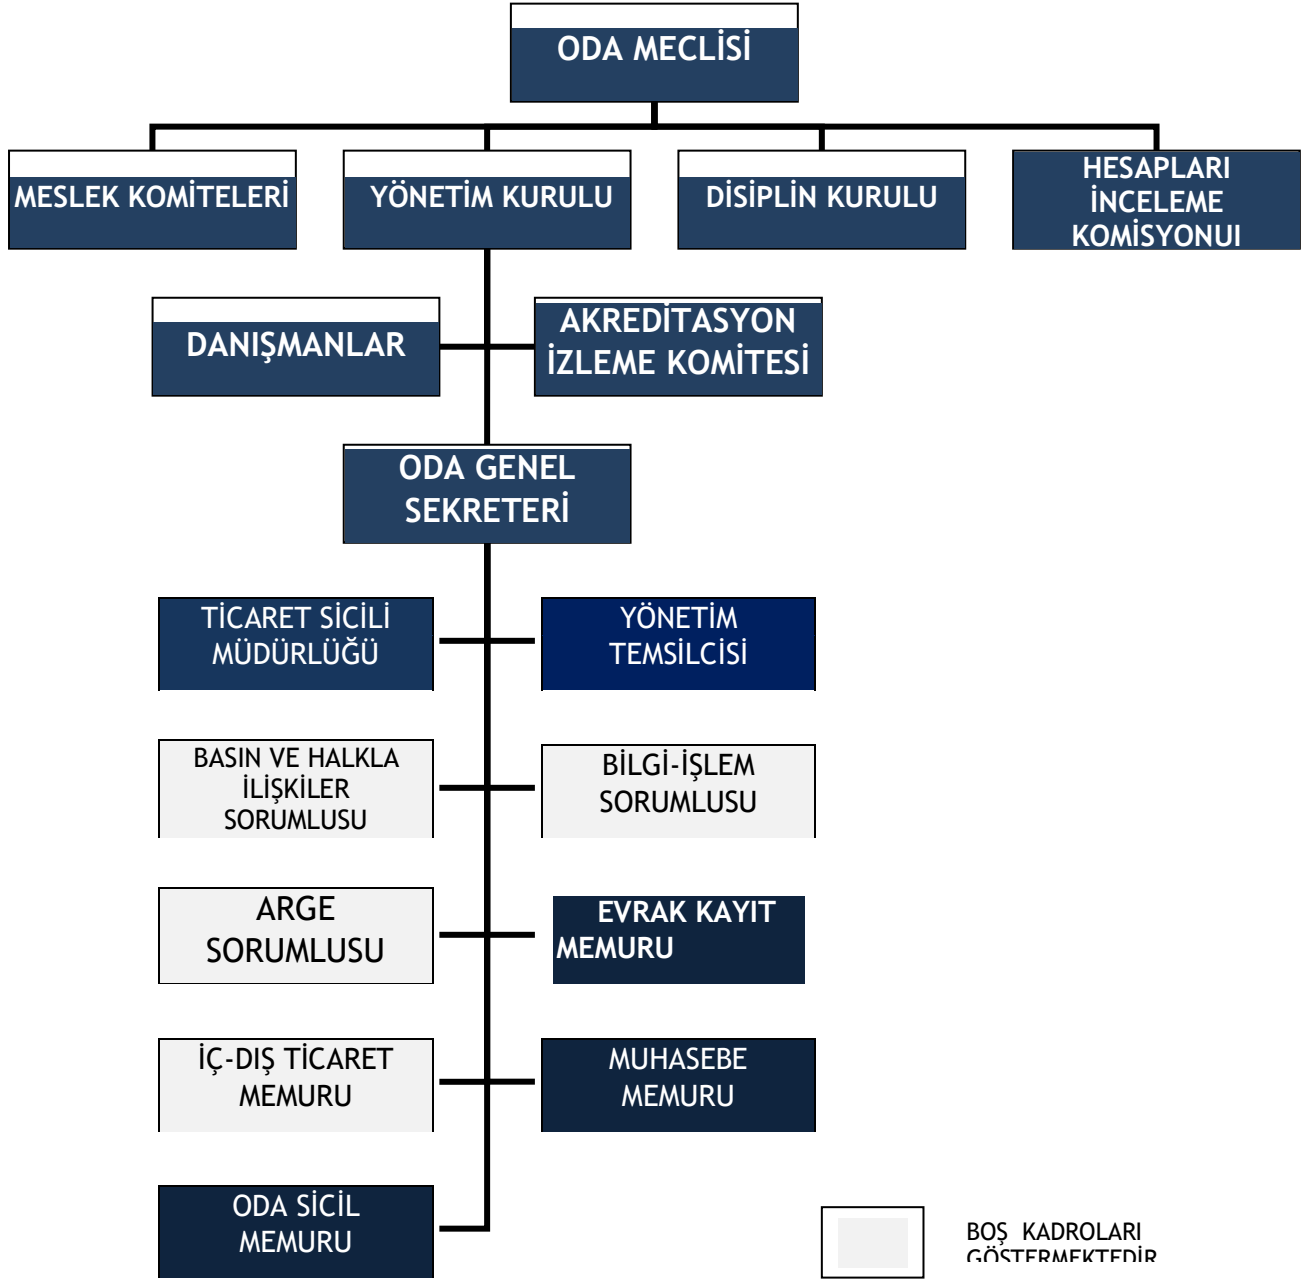 ODA MECLİSİ
MESLEK KOMİTELERİ
YÖNETİM KURULU
DİSİPLİN KURULU
HESAPLARI
İNCELEME
KOMİSYONUI
DANIŞMANLAR
AKREDİTASYON
İZLEME KOMİTESİ
ODA GENEL
SEKRETERİ
TİCARET SİCİLİ
MÜDÜRLÜĞÜ
YÖNETİM
TEMSİLCİSİ
BASIN VE HALKLA
İLİŞKİLER
SORUMLUSU
BİLGİ-İŞLEM
SORUMLUSU
ARGE
SORUMLUSU
EVRAK KAYIT
MEMURU
İÇ-DIŞ TİCARET
MEMURU
MUHASEBE
MEMURU
ODA SİCİL
MEMURU
BOŞ KADROLARI
GÖSTERMEKTEDİR